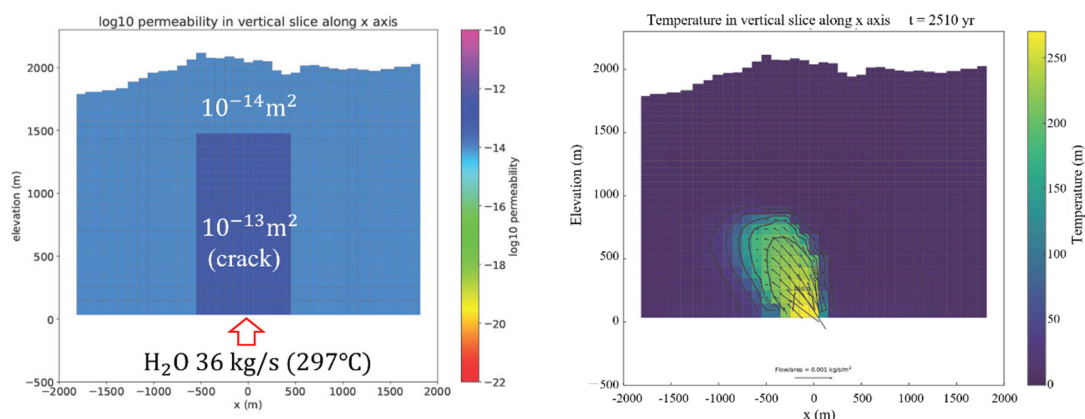 log10 permeability in vertical slice along x axis
2000
1500
1000
500
0
−500
elevation (m)
10⁻¹⁴m²
10⁻¹³m²
(crack)
H₂O 36 kg/s (297°C)
−2000 −1500 −1000 −500 0 500 1000 1500 2000
x (m)
−10
−12
−14
−16
−18
−20
−22
log10 permeability
Temperature in vertical slice along x axis t = 2510 yr
2000
1500
1000
500
0
−500
Elevation (m)
Flow/area = 0.001 kg/s/m²
-2000 -1500 -1000 -500 0 500 1000 1500 2000
x (m)
250
200
150
100
50
0
Temperature (m)